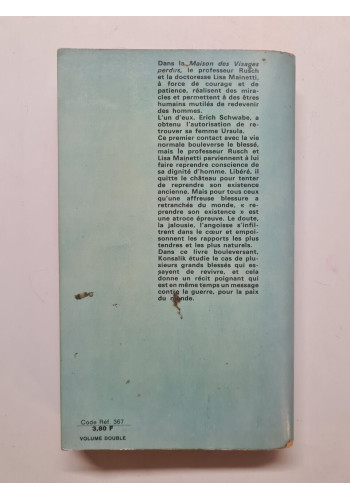 Dans la Maison des Visages
perdus, le professeur Rusch
et la doctoresse Lisa Mainetti,
à force de courage et de
patience, réalisent des mira-
cles et permettent à des êtres
humains mutilés de redevenir
des hommes.
L'un d'eux, Erich Schwabe, a
obtenu l'autorisation de re-
trouver sa femme Ursula.
Ce premier contact avec la vie
normale bouleverse le blessé,
mais le professeur Rusch et
Lisa Mainetti parviennent à lui
faire reprendre conscience de
sa dignité d'homme. Libéré, il
quitte le château pour tenter
de reprendre son existence
ancienne. Mais pour tous ceux
qu'une affreuse blessure a
retranchés du monde, « re-
prendre son existence » est
une atroce épreuve. Le doute,
la jalousie, l'angoisse s'infil-
trent dans le cœur et empoi-
sonnent les rapports les plus
tendres et les plus naturels.
Dans ce livre bouleversant,
Konsalik étudie le cas de plu-
sieurs grands blessés qui es-
sayent de revivre, et cela
donne un récit poignant qui
est en même temps un message
contre la guerre, pour la paix
du monde.
Code Réf. 367
3,80 F
VOLUME DOUBLE